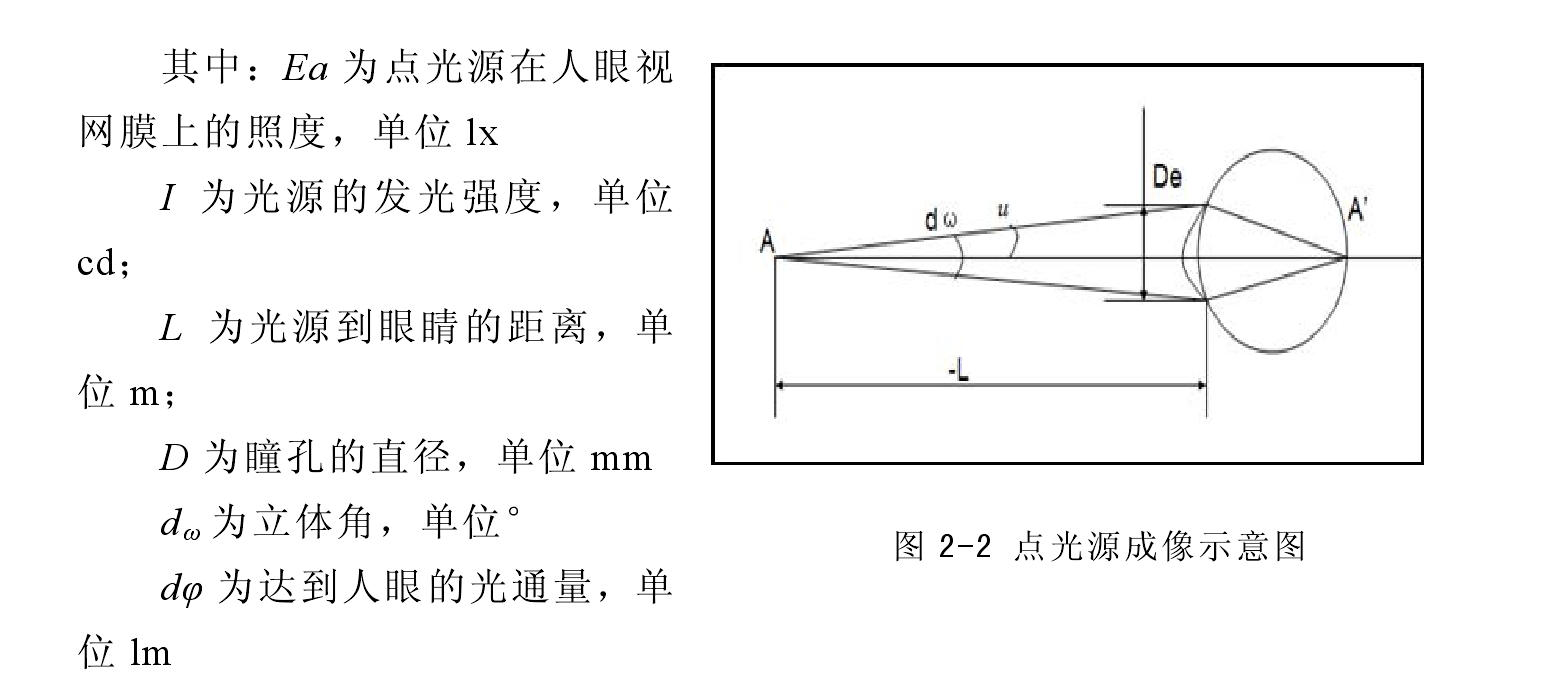 其中：Ea 为点光源在人眼视
网膜上的照度，单位 lx
I 为光源的发光强度，单位
cd；
L 为光源到眼睛的距离，单
位 m；
D 为瞳孔的直径，单位 mm
dω为立体角，单位°
dφ 为达到人眼的光通量，单
位 lm
De
A'
dω
u
A
-L
图 2-2 点光源成像示意图